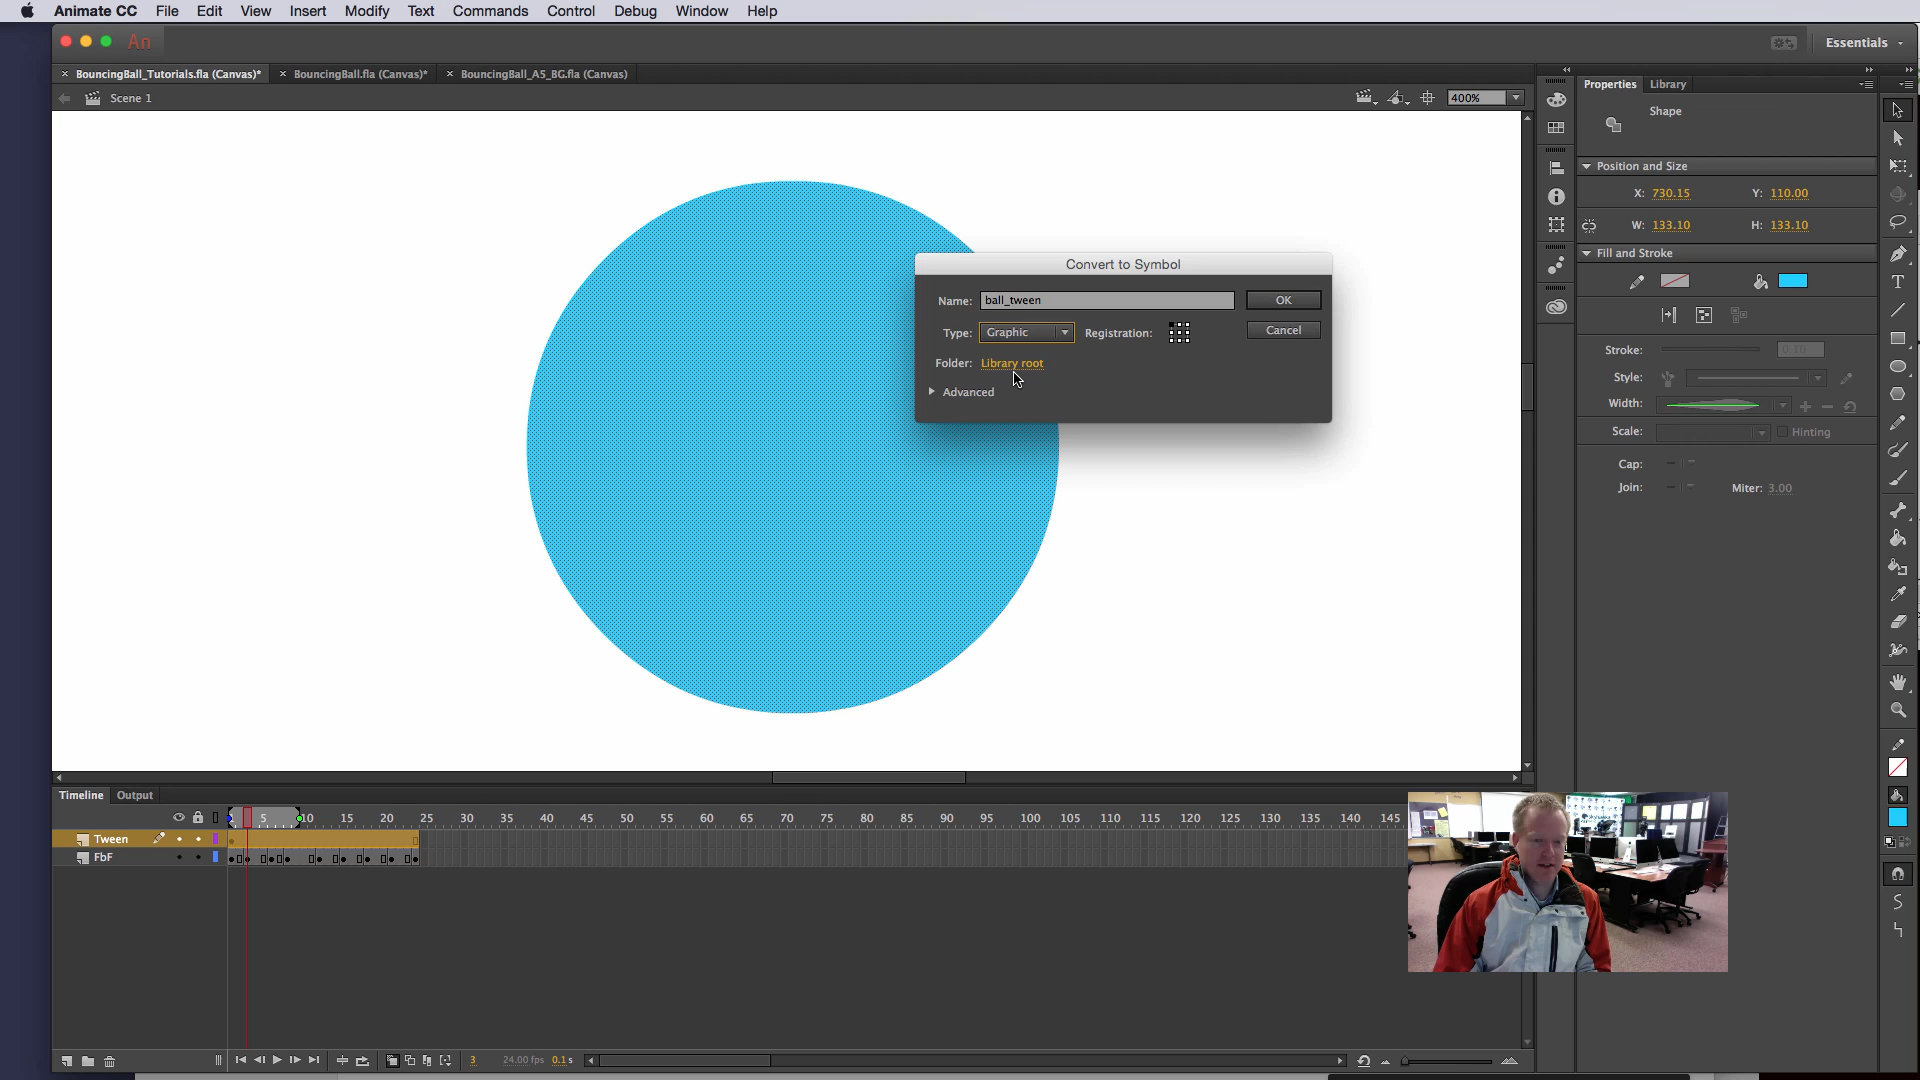 Animate CC File Edit View Insert Modify Text Commands Control Debug Window Help
An
Essentials
BouncingBall_Tutorials.fla (Canvas)*
BouncingBall.fla (Canvas)*
BouncingBall_A5_BG.fla (Canvas)
Scene 1
400%
Properties
Library
Shape
Position and Size
X: 730.15 Y: 110.00
W: 133.10 H: 133.10
Fill and Stroke
Stroke: 0.10
Style:
Width:
Scale: Hinting
Cap:
Join: Miter: 3.00
Convert to Symbol
Name: ball_tween OK
Type: Graphic Registration: Cancel
Folder: Library root
Advanced
Timeline Output
5 10 15 20 25 30 35 40 45 50 55 60 65 70 75 80 85 90 95 100 105 110 115 120 125 130 135 140 145
Tween
FbF
3 24.00 fps 0.1 s